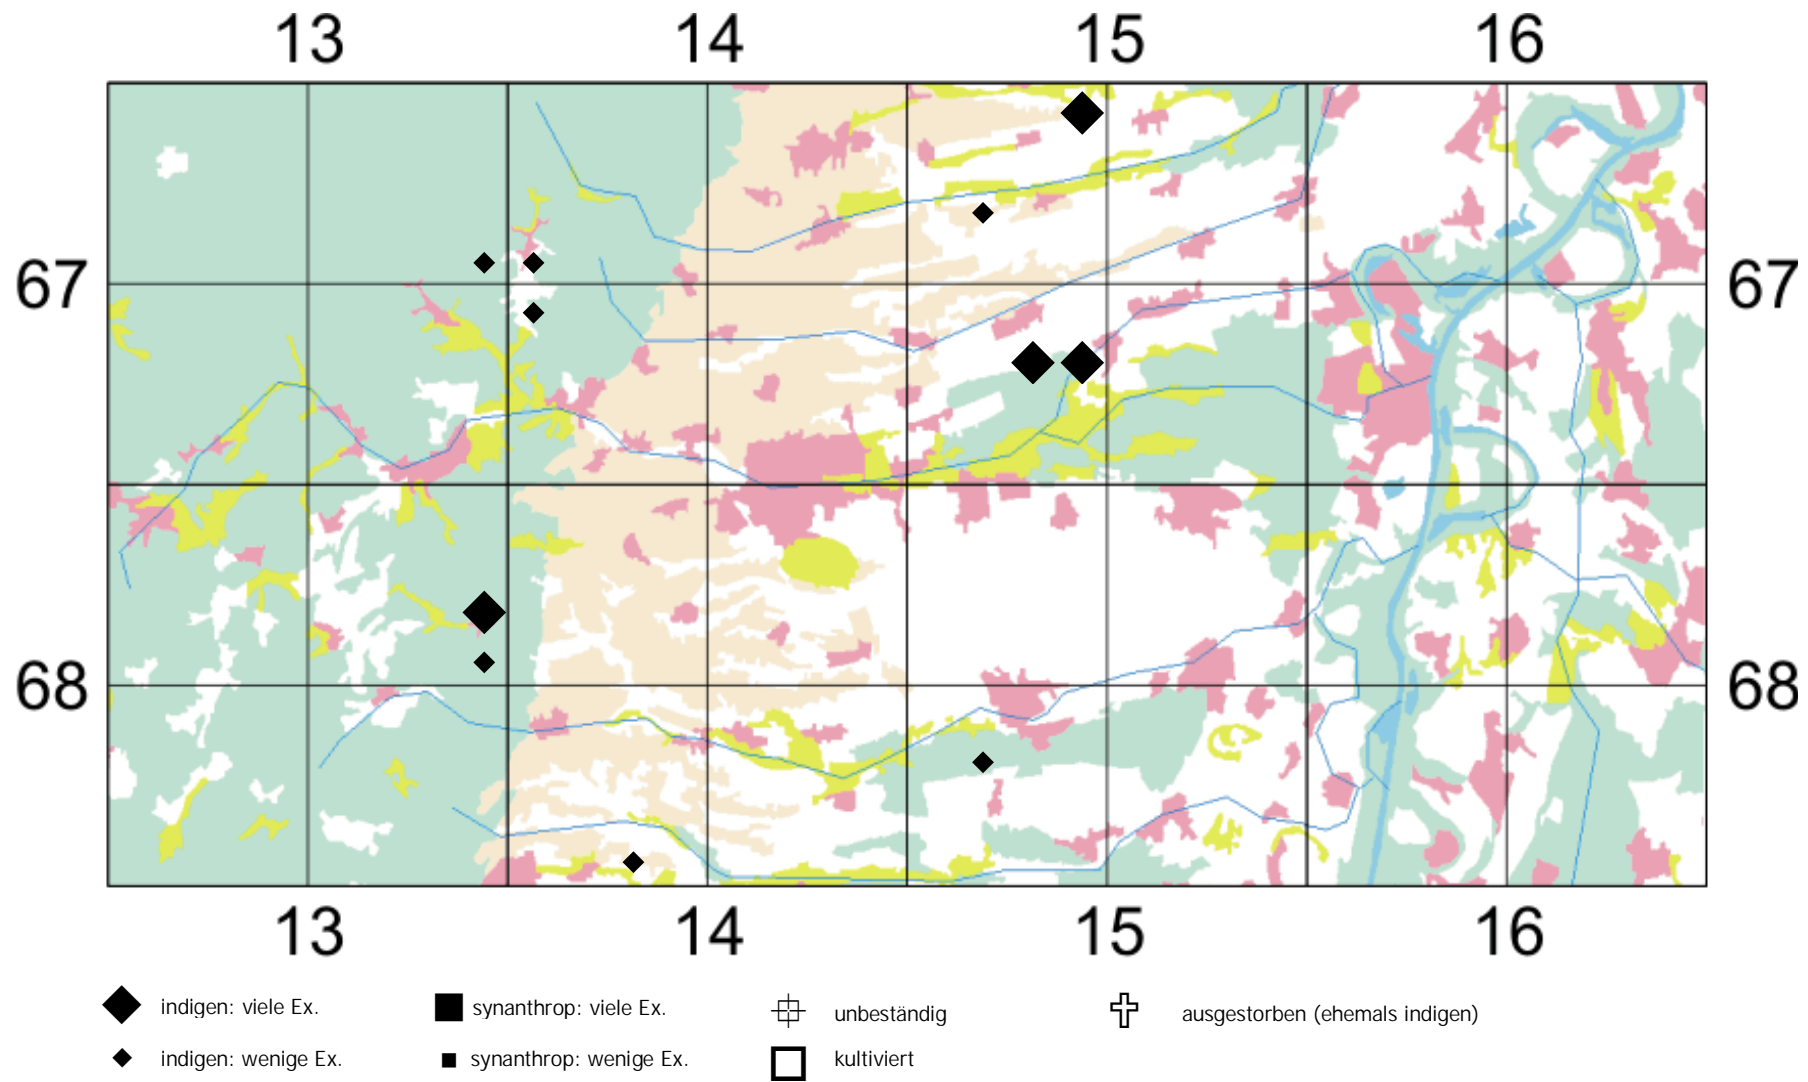 13 14 15 16
67 67
68 68
13 14 15 16
indigen: viele Ex. synanthrop: viele Ex. unbeständig ausgestorben (ehemals indigen)
indigen: wenige Ex. synanthrop: wenige Ex. kultiviert